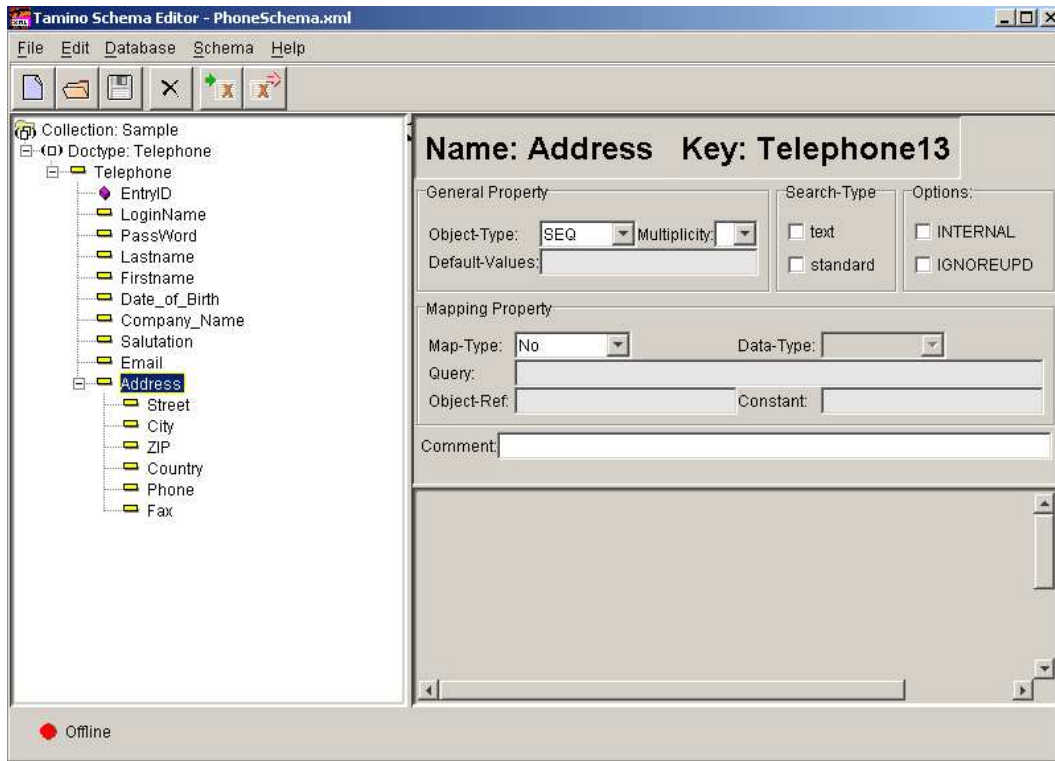 Tamino Schema Editor - PhoneSchema.xml
File Edit Database Schema Help
Collection: Sample
Doctype: Telephone
Telephone
EntryID
LoginName
PassWord
Lastname
Firstname
Date_of_Birth
Company_Name
Salutation
Email
Address
Street
City
ZIP
Country
Phone
Fax
Name: Address Key: Telephone13
General Property
Object-Type: SEQ Multiplicity:
Default-Values:
Search-Type
text
standard
Options:
INTERNAL
IGNOREUPD
Mapping Property
Map-Type: No Data-Type:
Query:
Object-Ref: Constant:
Comment:
Offline